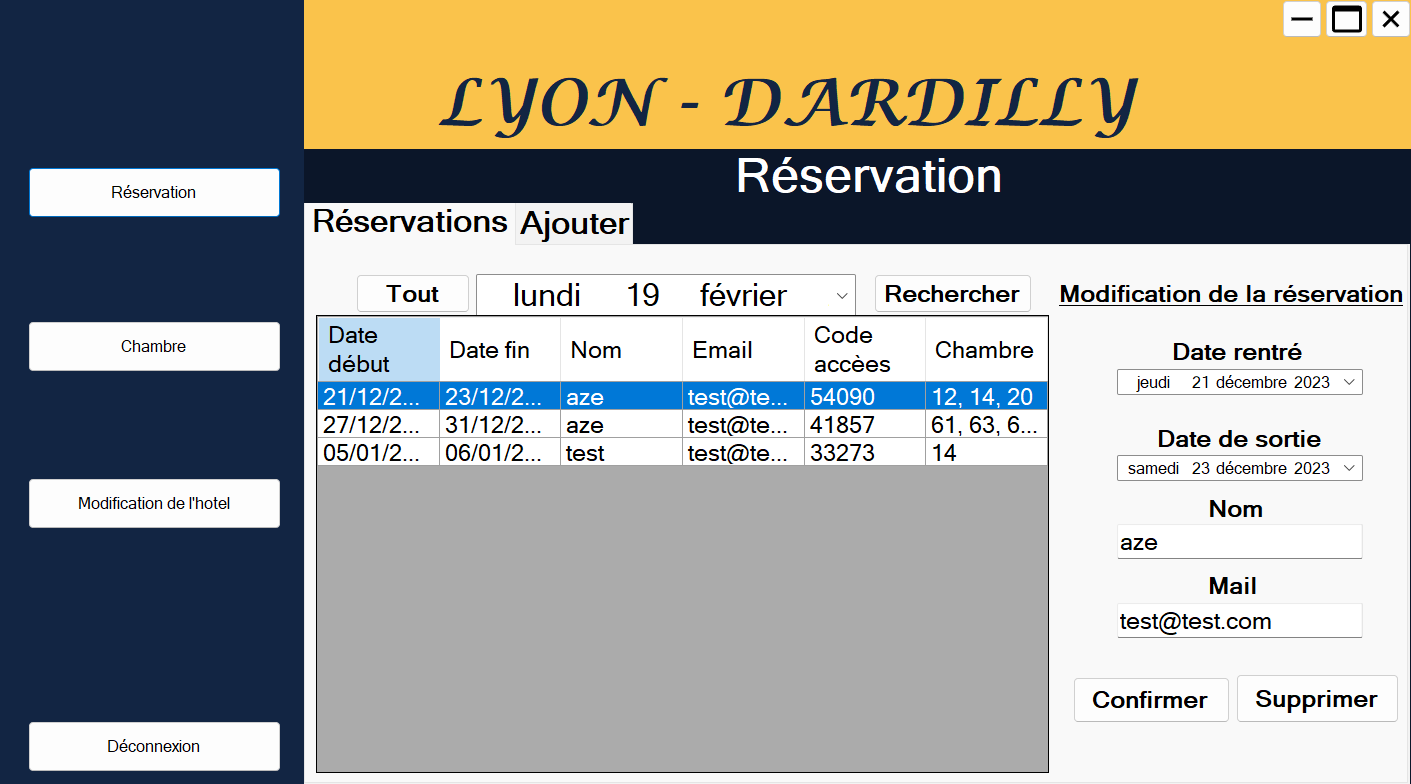 LYON - DARDILLY
Réservation
Réservation
Chambre
Modification de l'hotel
Déconnexion
Réservations Ajouter
Tout lundi 19 février Rechercher
Date début Date fin Nom Email Code accèes Chambre
21/12/2... 23/12/2... aze test@te... 54090 12, 14, 20
27/12/2... 31/12/2... aze test@te... 41857 61, 63, 6...
05/01/2... 06/01/2... test test@te... 33273 14
Modification de la réservation
Date rentré
jeudi 21 décembre 2023
Date de sortie
samedi 23 décembre 2023
Nom
aze
Mail
test@test.com
Confirmer Supprimer